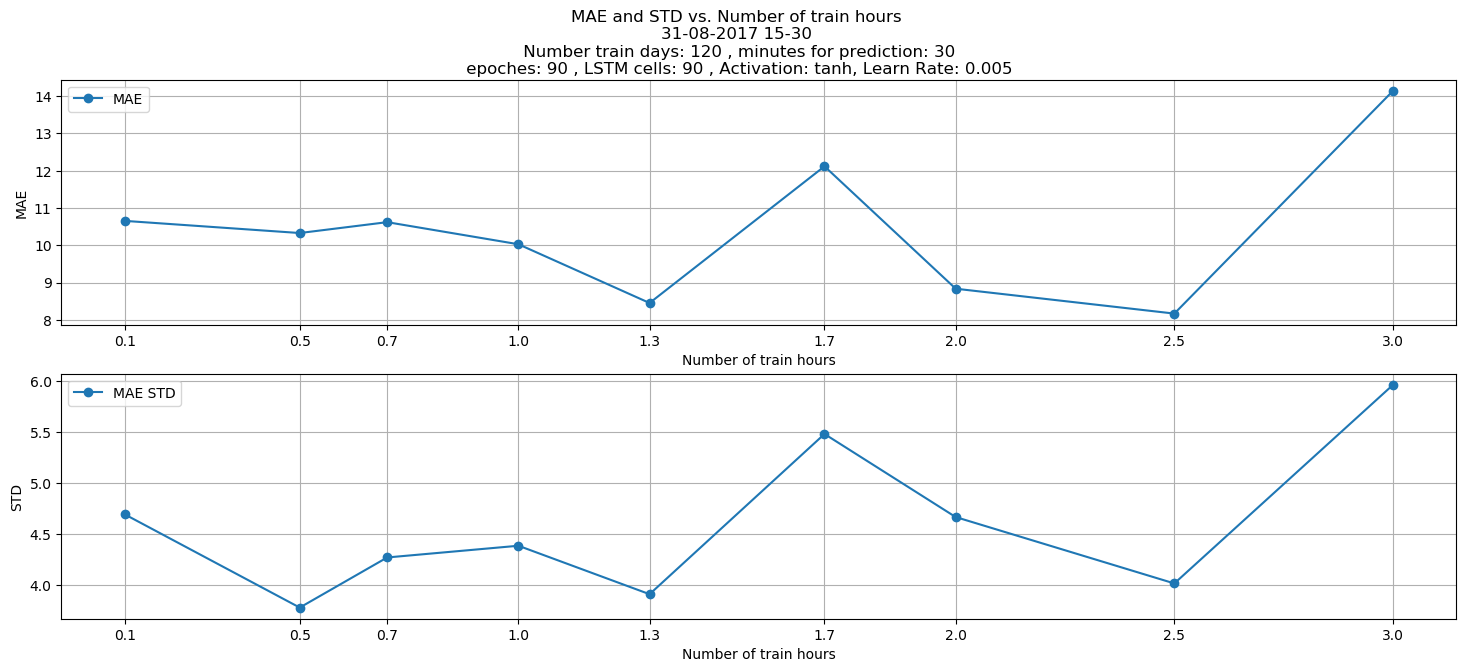 MAE and STD vs. Number of train hours
31-08-2017 15-30
Number train days: 120 , minutes for prediction: 30
epoches: 90 , LSTM cells: 90 , Activation: tanh, Learn Rate: 0.005
MAE
14
13
12
11
10
9
8
MAE
0.1 0.5 0.7 1.0 1.3 1.7 2.0 2.5 3.0
Number of train hours
MAE STD
6.0
5.5
5.0
4.5
4.0
STD
0.1 0.5 0.7 1.0 1.3 1.7 2.0 2.5 3.0
Number of train hours